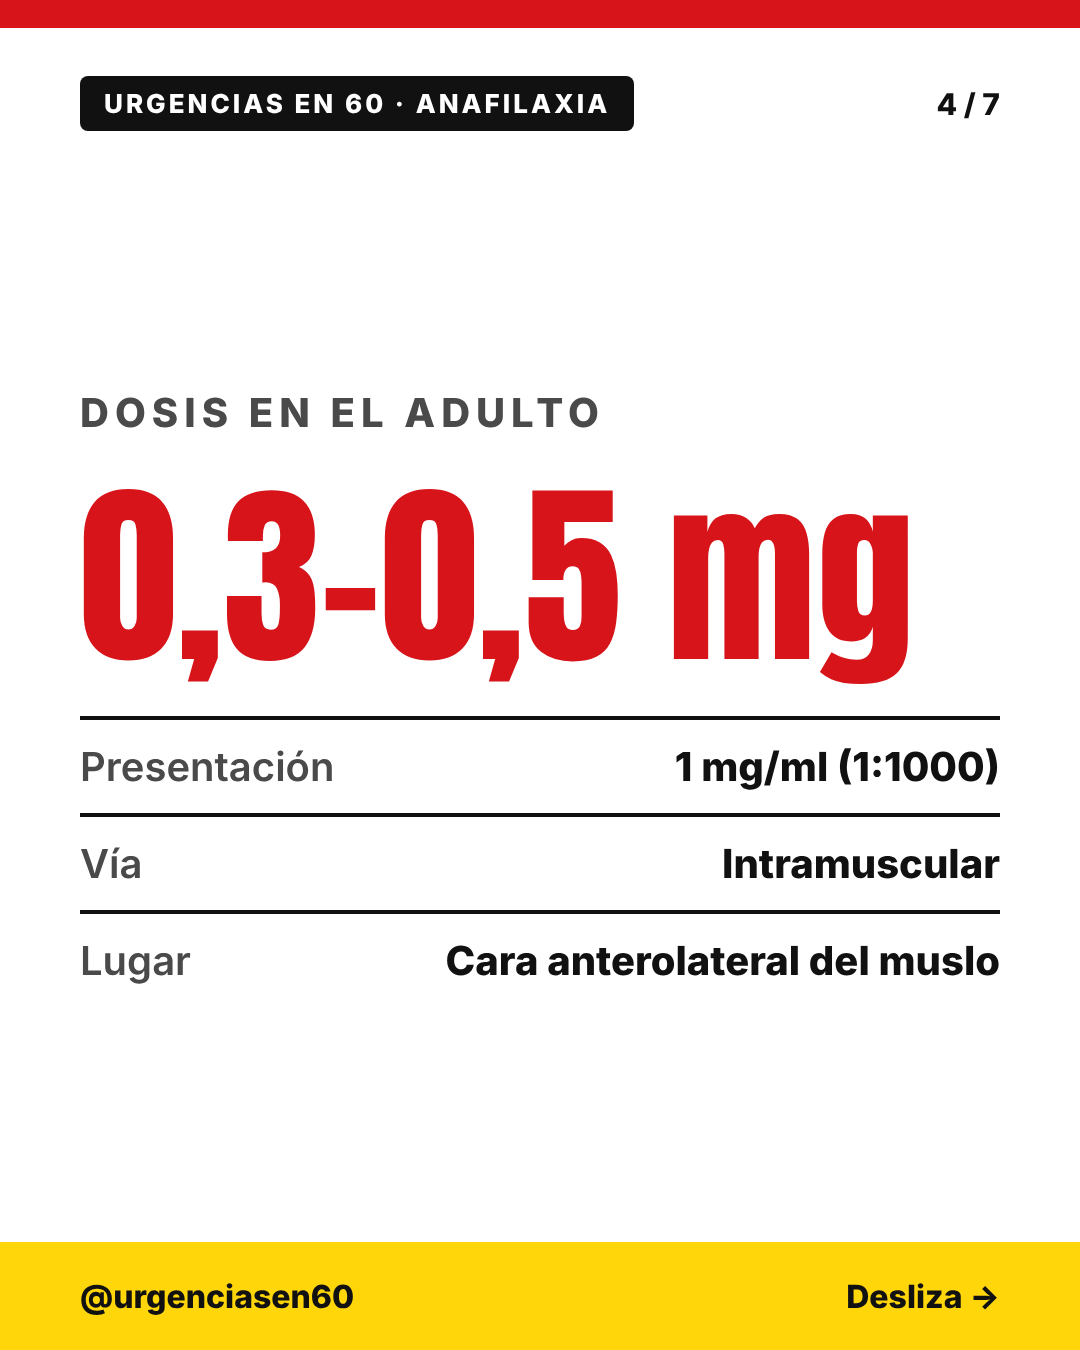 URGENCIAS EN 60 · ANAFILAXIA
4 / 7
DOSIS EN EL ADULTO
0,3-0,5 mg
Presentación 1 mg/ml (1:1000)
Vía Intramuscular
Lugar Cara anterolateral del muslo
@urgenciasen60 Desliza →